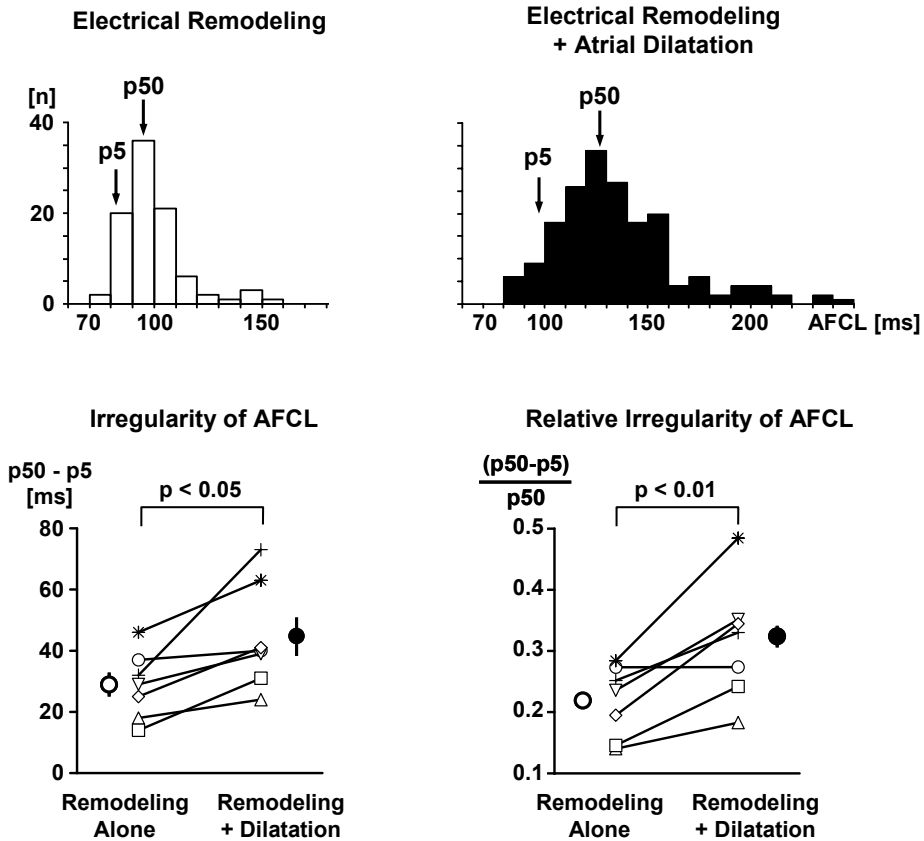 Electrical Remodeling
Electrical Remodeling
+ Atrial Dilatation
[n]
p50
p5
40
20
0
70 100 150
p50
p5
70 100 150 200 AFCL [ms]
Irregularity of AFCL
p50 - p5
[ms]
p < 0.05
80
60
40
20
0
Remodeling
Alone
Remodeling
+ Dilatation
Relative Irregularity of AFCL
(p50-p5)
p50
p < 0.01
0.5
0.4
0.3
0.2
0.1
Remodeling
Alone
Remodeling
+ Dilatation